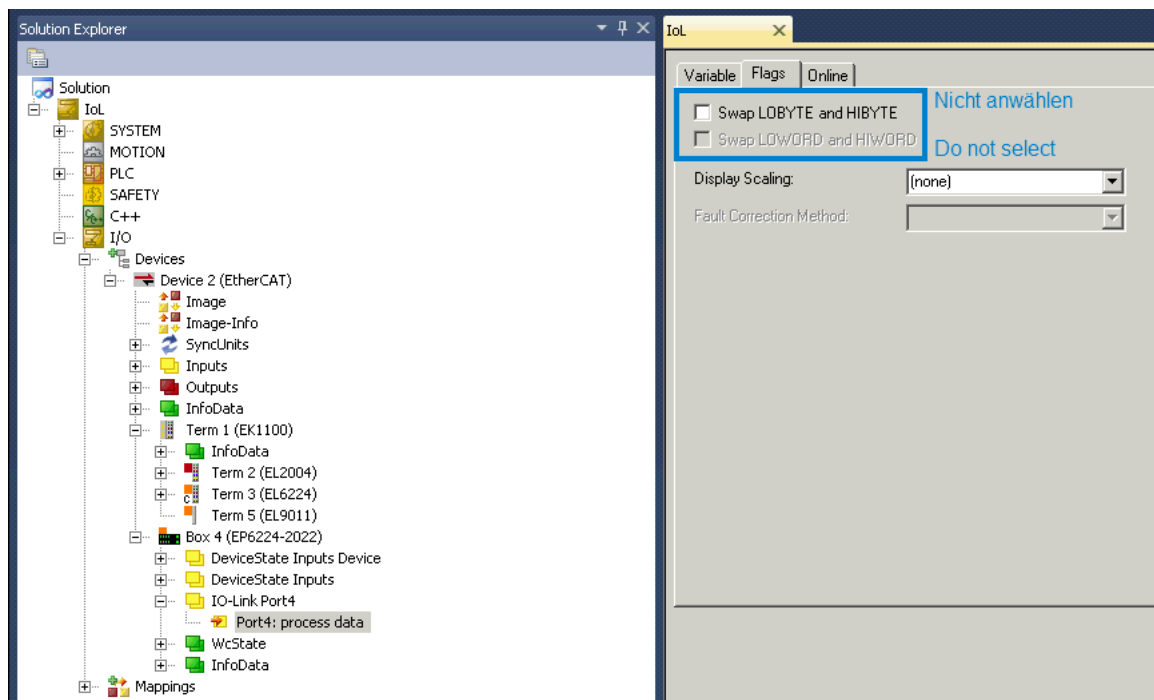 Solution Explorer
Solution
IoL
SYSTEM
MOTION
PLC
SAFETY
C++
I/O
Devices
Device 2 (EtherCAT)
Image
Image-Info
SyncUnits
Inputs
Outputs
InfoData
Term 1 (EK1100)
InfoData
Term 2 (EL2004)
Term 3 (EL6224)
Term 5 (EL9011)
Box 4 (EP6224-2022)
DeviceState Inputs Device
DeviceState Inputs
IO-Link Port4
Port4: process data
WcState
InfoData
Mappings
IoL
Variable Flags Online
Swap LOBYTE and HIBYTE
Nicht anwählen
Swap LOWORD and HIWORD
Do not select
Display Scaling: (none)
Fault Correction Method: